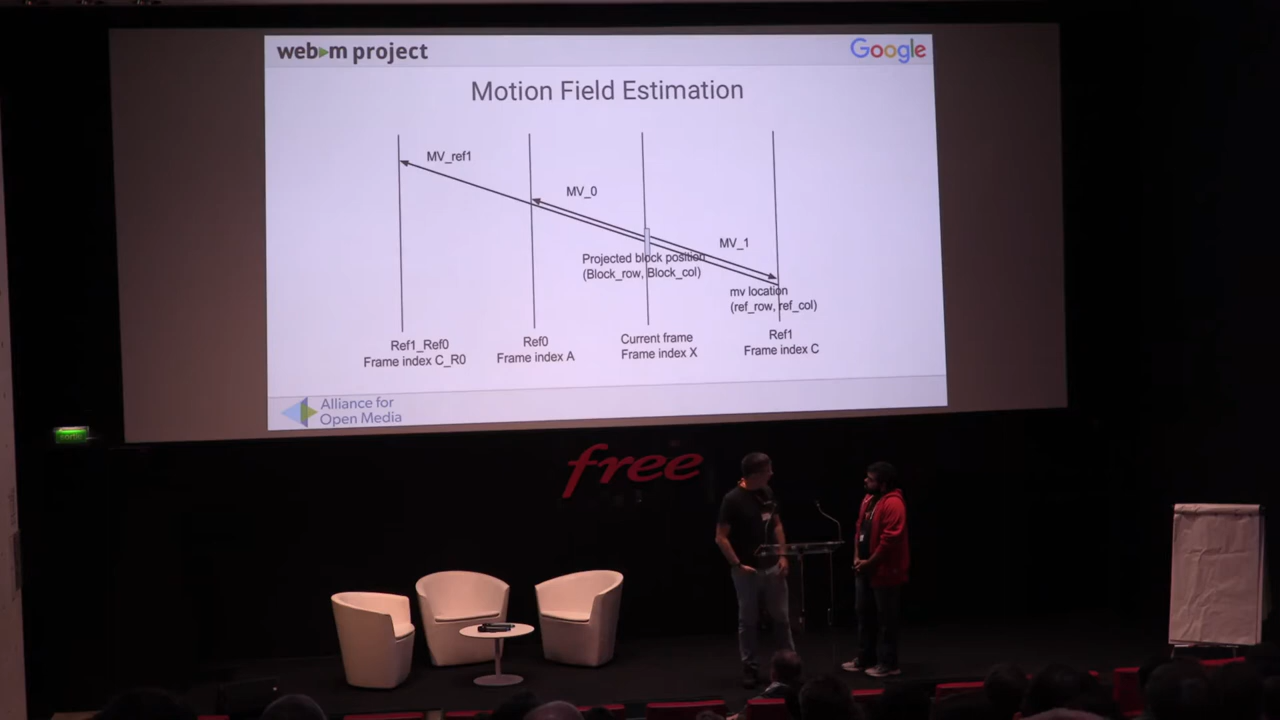 web▶m project
Google
Motion Field Estimation
MV_ref1
MV_0
MV_1
Projected block position
(Block_row, Block_col)
mv location
(ref_row, ref_col)
Ref1_Ref0
Frame index C_R0
Ref0
Frame index A
Current frame
Frame index X
Ref1
Frame index C
Alliance for
Open Media
free